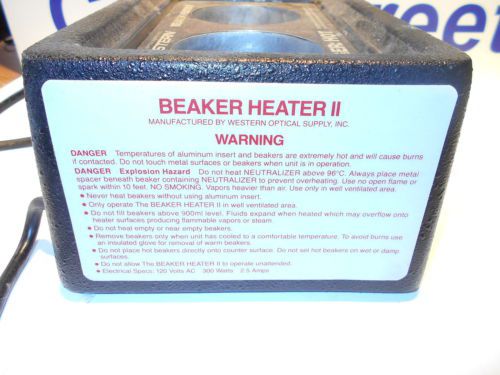 BEAKER HEATER II
MANUFACTURED BY WESTERN OPTICAL SUPPLY, INC.
WARNING
DANGER Temperatures of aluminum insert and beakers are extremely hot and will cause burns
if contacted. Do not touch metal surfaces or beakers when unit is in operation.
DANGER Explosion Hazard Do not heat NEUTRALIZER above 96°C. Always place metal
spacer beneath beaker containing NEUTRALIZER to prevent overheating. Use no open flame or
spark within 10 feet. NO SMOKING. Vapors heavier than air. Use only in well ventilated area.
● Never heat beakers without using aluminum insert.
● Only operate The BEAKER HEATER II in well ventilated area.
● Do not fill beakers above 900ml level. Fluids expand when heated which may overflow onto
heater surfaces producing flammable vapors or steam.
● Do not heat empty or near empty beakers.
● Remove beakers only when unit has cooled to a comfortable temperature. To avoid burns use
an insulated glove for removal of warm beakers.
● Do not place hot beakers directly onto counter surface. Do not set hot beakers on wet or damp
surfaces.
● Do not allow The BEAKER HEATER II to operate unattended.
● Electrical Specs: 120 Volts AC 300 Watts 2.5 Amps